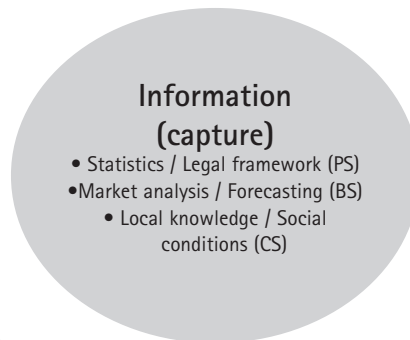 Information
(capture)
• Statistics / Legal framework (PS)
•Market analysis / Forecasting (BS)
• Local knowledge / Social
conditions (CS)